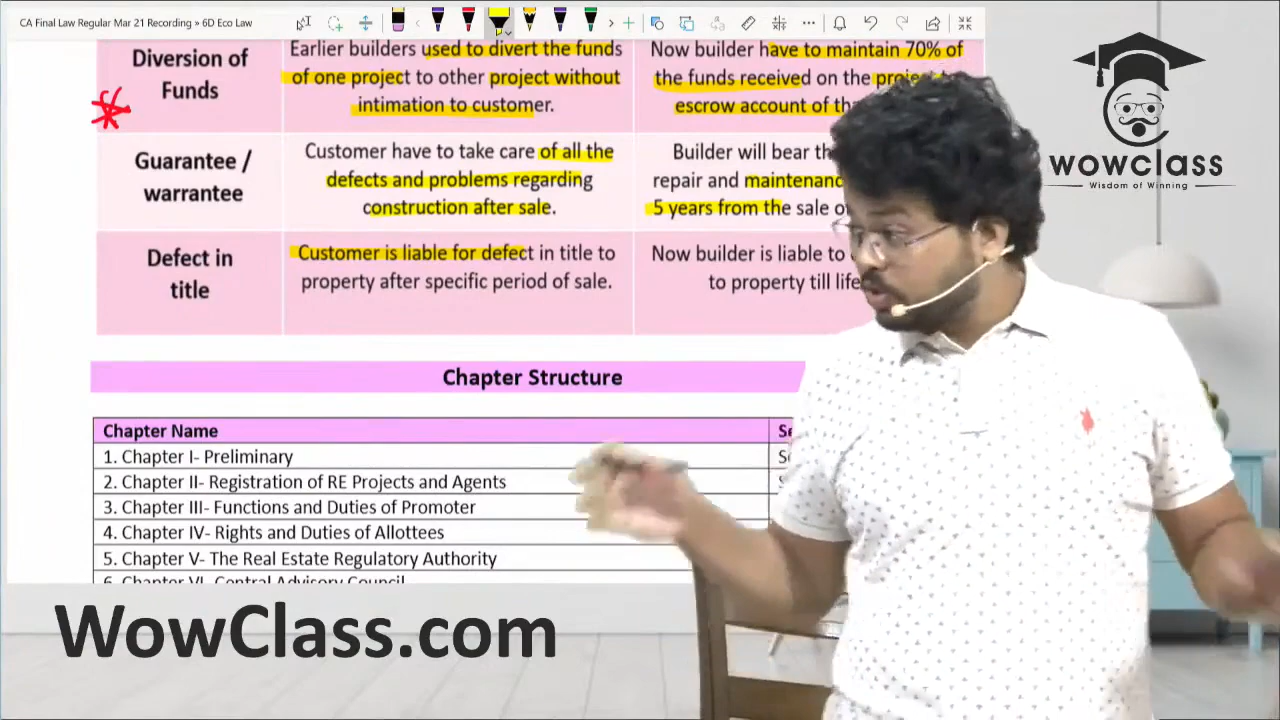 CA Final Law Regular Mar 21 Recording > 6D Eco Law
Diversion of
Funds
Earlier builders used to divert the funds
of one project to other project without
intimation to customer.
Now builder have to maintain 70% of
the funds received on the
escrow account of
Guarantee /
warrantee
Customer have to take care of all the
defects and problems regarding
construction after sale.
Builder will bear
repair and
5 years from the sale
Defect in
title
Customer is liable for defect in title to
property after specific period of sale.
Now builder is liable to
to property till
Chapter Structure
Chapter Name
1. Chapter I- Preliminary
2. Chapter II- Registration of RE Projects and Agents
3. Chapter III- Functions and Duties of Promoter
4. Chapter IV- Rights and Duties of Allottees
5. Chapter V- The Real Estate Regulatory Authority
6. Chapter VI- Central Advisory Council
wowclass
Wisdom of Winning
WowClass.com